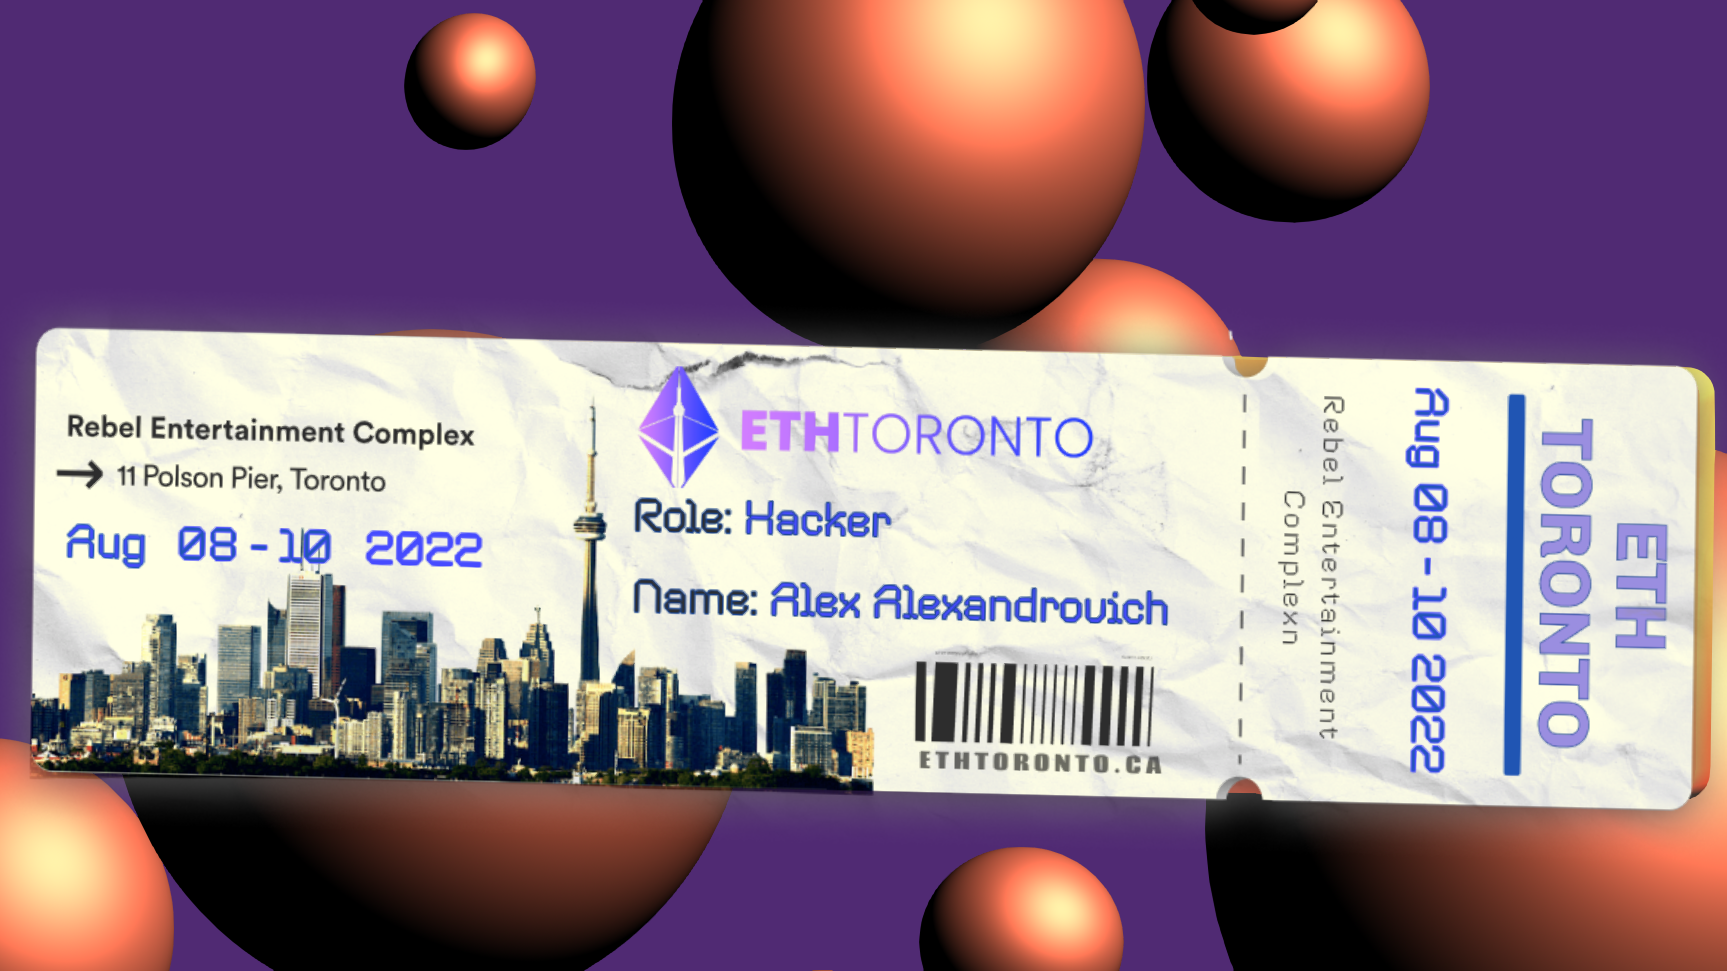 Rebel Entertainment Complex
→ 11 Polson Pier, Toronto
Aug 08-10 2022
ETHTORONTO
Role: Hacker
Name: Alex Alexandrovich
ETHTORONTO.CA
ETH
TORONTO
Aug 08-10 2022
Rebel Entertainment
Complexn